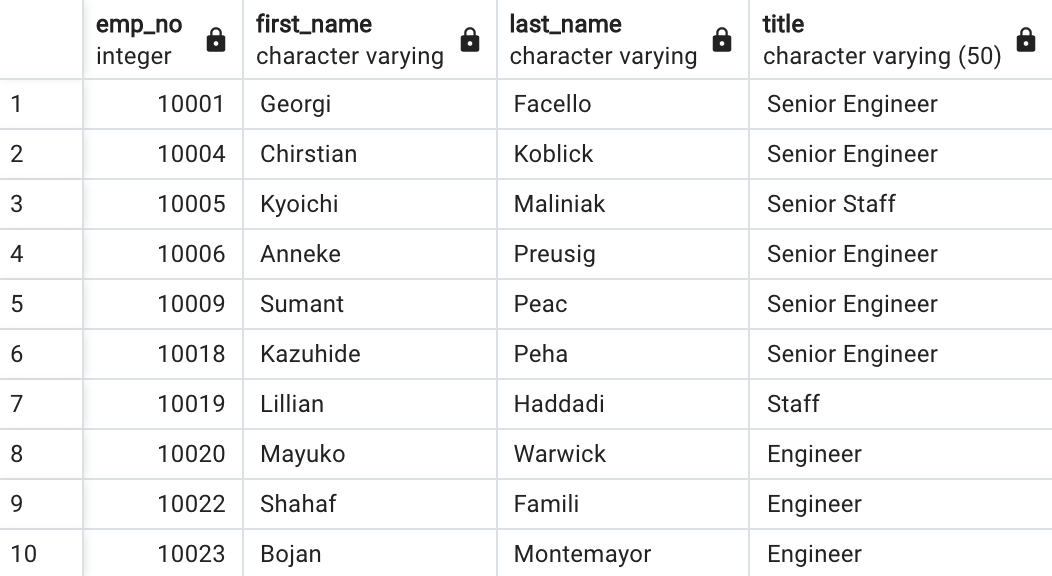 emp_no first_name last_name title
integer character varying character varying character varying (50)
1 10001 Georgi Facello Senior Engineer
2 10004 Chirstian Koblick Senior Engineer
3 10005 Kyoichi Maliniak Senior Staff
4 10006 Anneke Preusig Senior Engineer
5 10009 Sumant Peac Senior Engineer
6 10018 Kazuhide Peha Senior Engineer
7 10019 Lillian Haddadi Staff
8 10020 Mayuko Warwick Engineer
9 10022 Shahaf Famili Engineer
10 10023 Bojan Montemayor Engineer